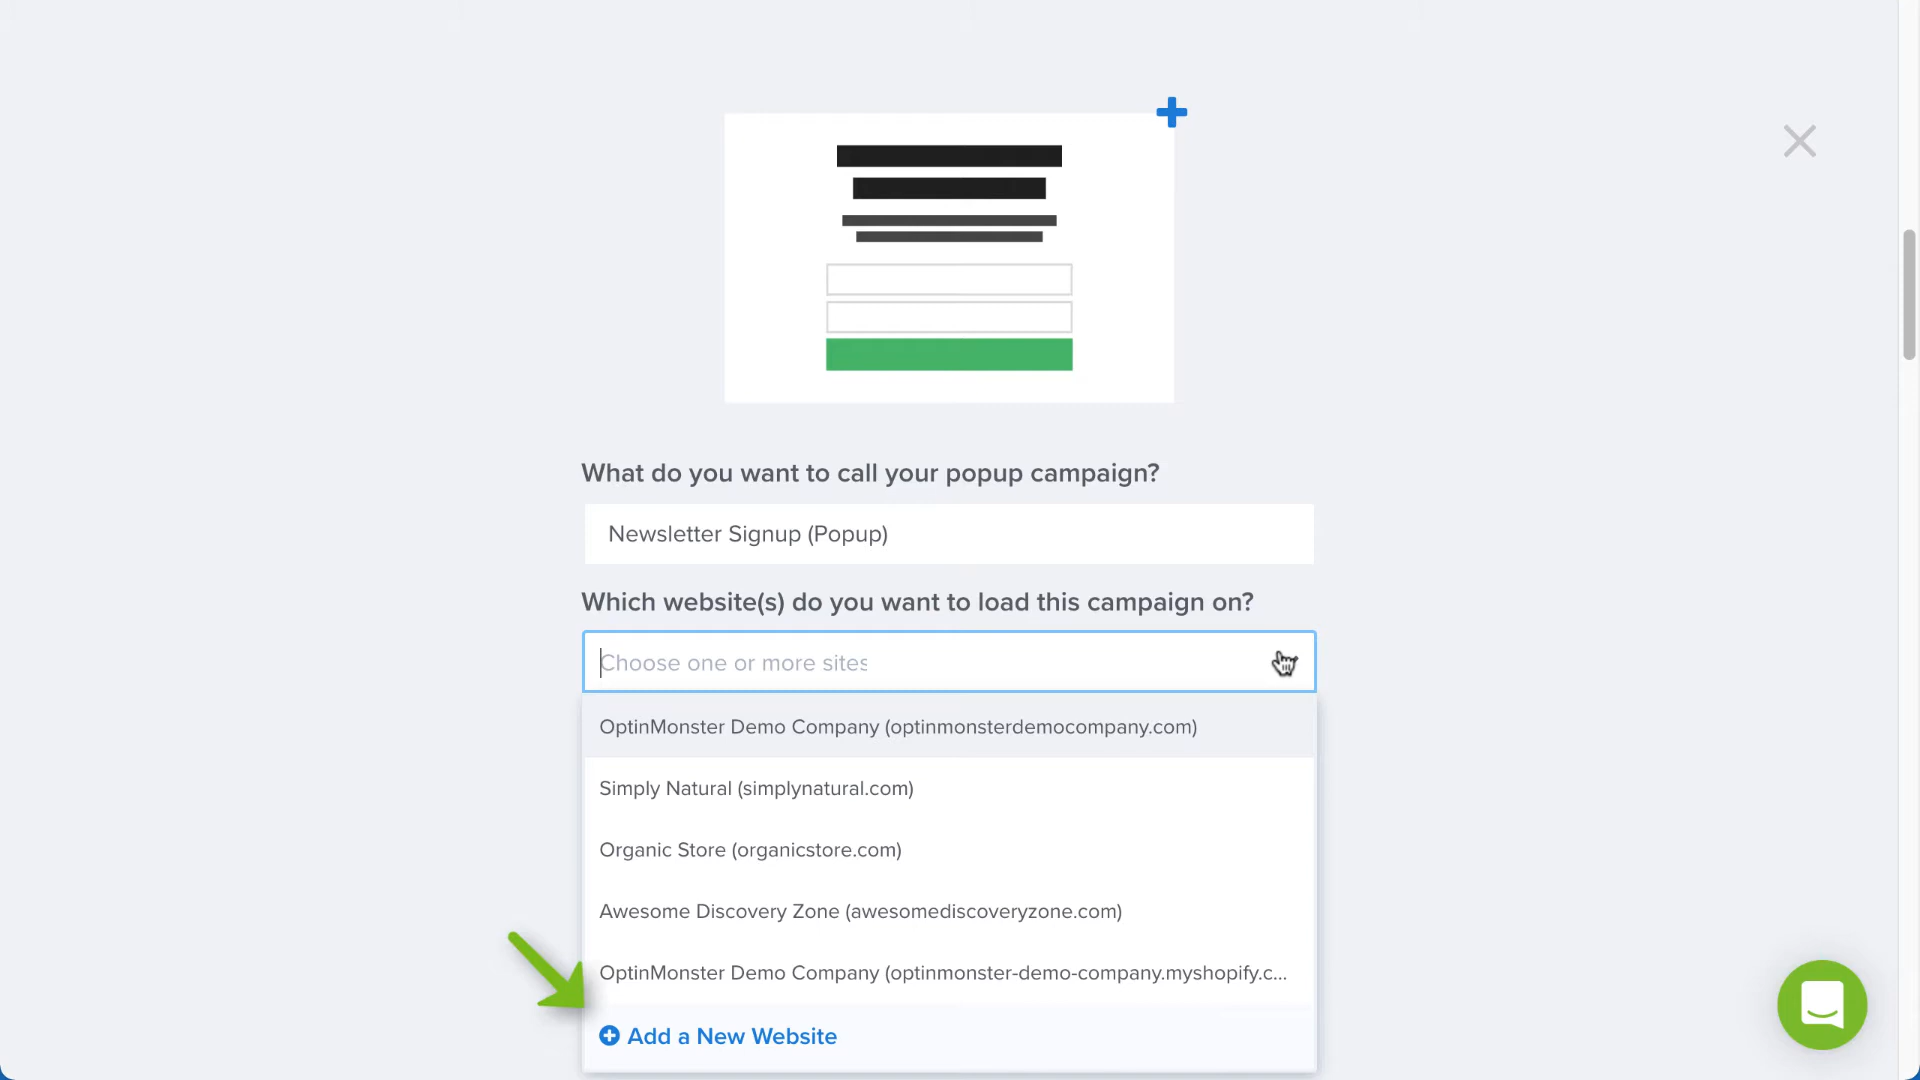 What do you want to call your popup campaign?
Newsletter Signup (Popup)
Which website(s) do you want to load this campaign on?
Choose one or more sites
OptinMonster Demo Company (optinmonsterdemocompany.com)
Simply Natural (simplynatural.com)
Organic Store (organicstore.com)
Awesome Discovery Zone (awesomediscoveryzone.com)
OptinMonster Demo Company (optinmonster-demo-company.myshopify.c...
Add a New Website